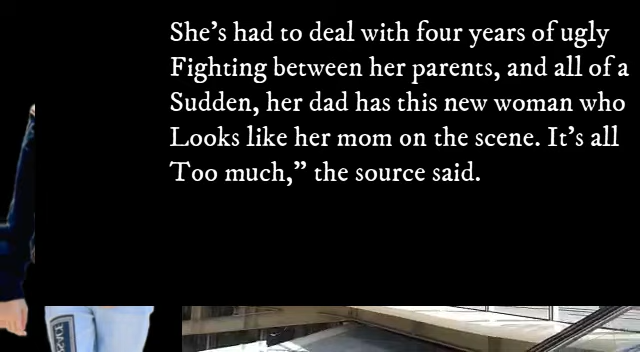 She's had to deal with four years of ugly
Fighting between her parents, and all of a
Sudden, her dad has this new woman who
Looks like her mom on the scene. It's all
Too much,” the source said.